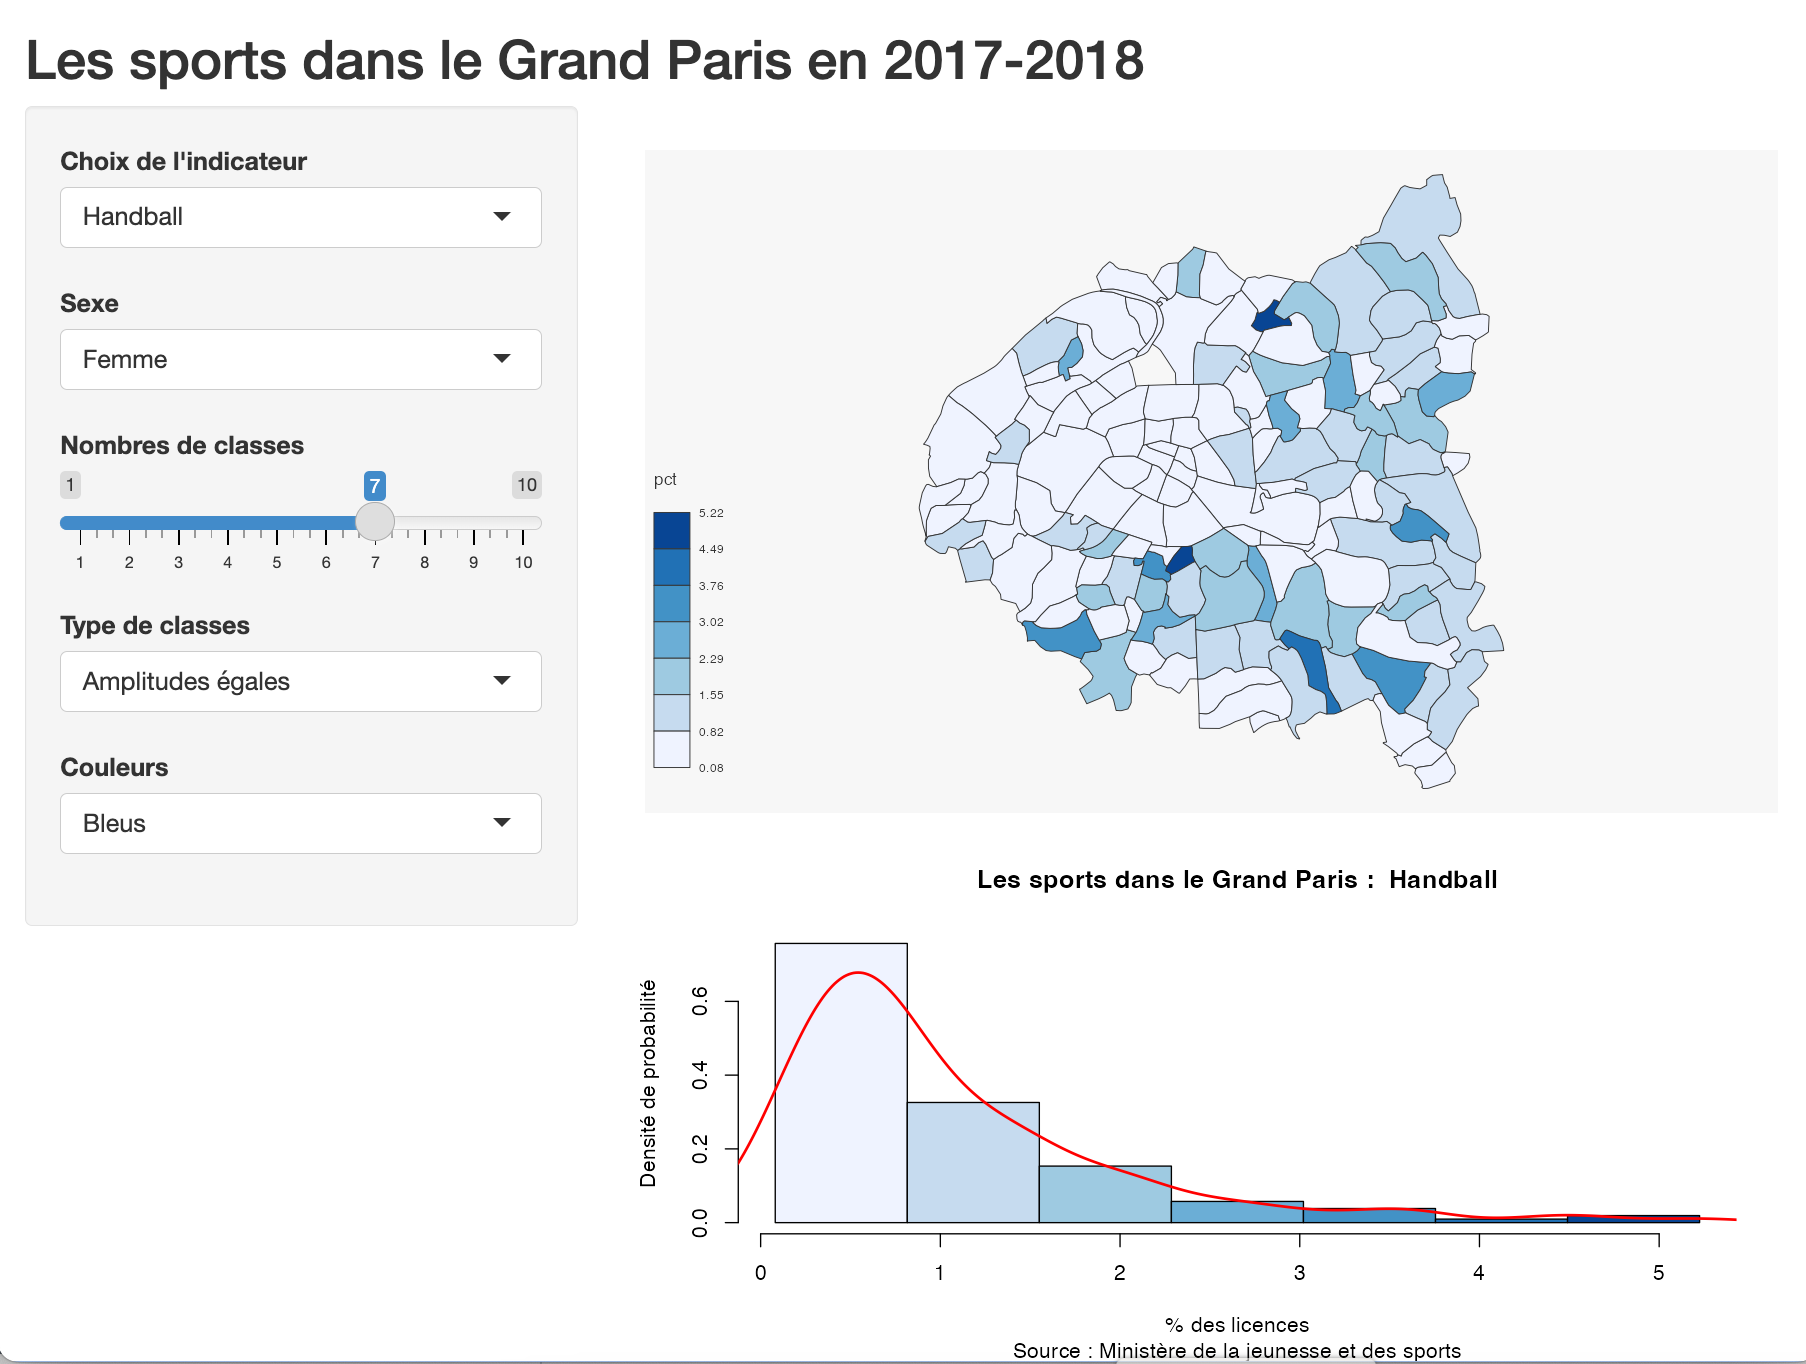 Les sports dans le Grand Paris en 2017-2018
Choix de l'indicateur
Handball
Sexe
Femme
Nombres de classes
1 7 10
1 2 3 4 5 6 7 8 9 10
Type de classes
Amplitudes égales
Couleurs
Bleus
pct
5.22
4.49
3.76
3.02
2.29
1.55
0.82
0.08
Les sports dans le Grand Paris : Handball
Densité de probabilité
0.6
0.4
0.2
0.0
0 1 2 3 4 5
% des licences
Source : Ministère de la jeunesse et des sports